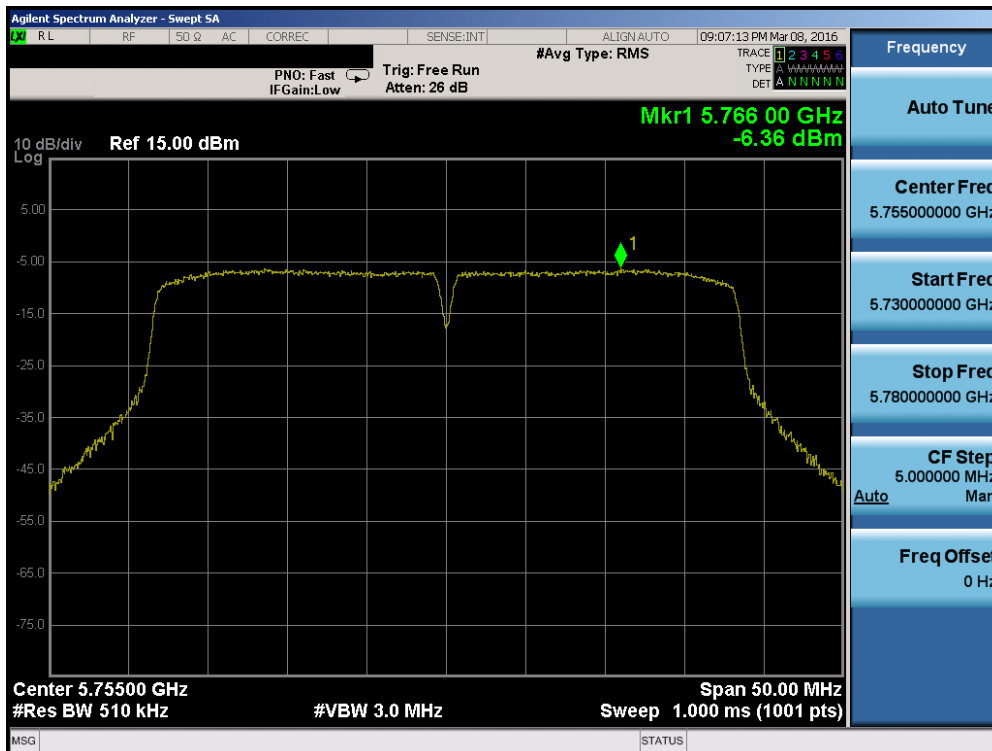 Agilent Spectrum Analyzer - Swept SA
LXI RL RF 50 Ω AC CORREC SENSE:INT ALIGN AUTO 09:07:13 PM Mar 08, 2016
#Avg Type: RMS TRACE 1 2 3 4 5 6
PNO: Fast Trig: Free Run TYPE A WWWWW
IFGain:Low Atten: 26 dB DET A N N N N N
Mkr1 5.766 00 GHz
-6.36 dBm
10 dB/div Ref 15.00 dBm
Log
5.00
1
-5.00
-15.0
-25.0
-35.0
-45.0
-55.0
-65.0
-75.0
Center 5.75500 GHz Span 50.00 MHz
#Res BW 510 kHz #VBW 3.0 MHz Sweep 1.000 ms (1001 pts)
MSG STATUS
Frequency
Auto Tune
Center Freq
5.755000000 GHz
Start Freq
5.730000000 GHz
Stop Freq
5.780000000 GHz
CF Step
5.000000 MHz
Auto Man
Freq Offset
0 Hz